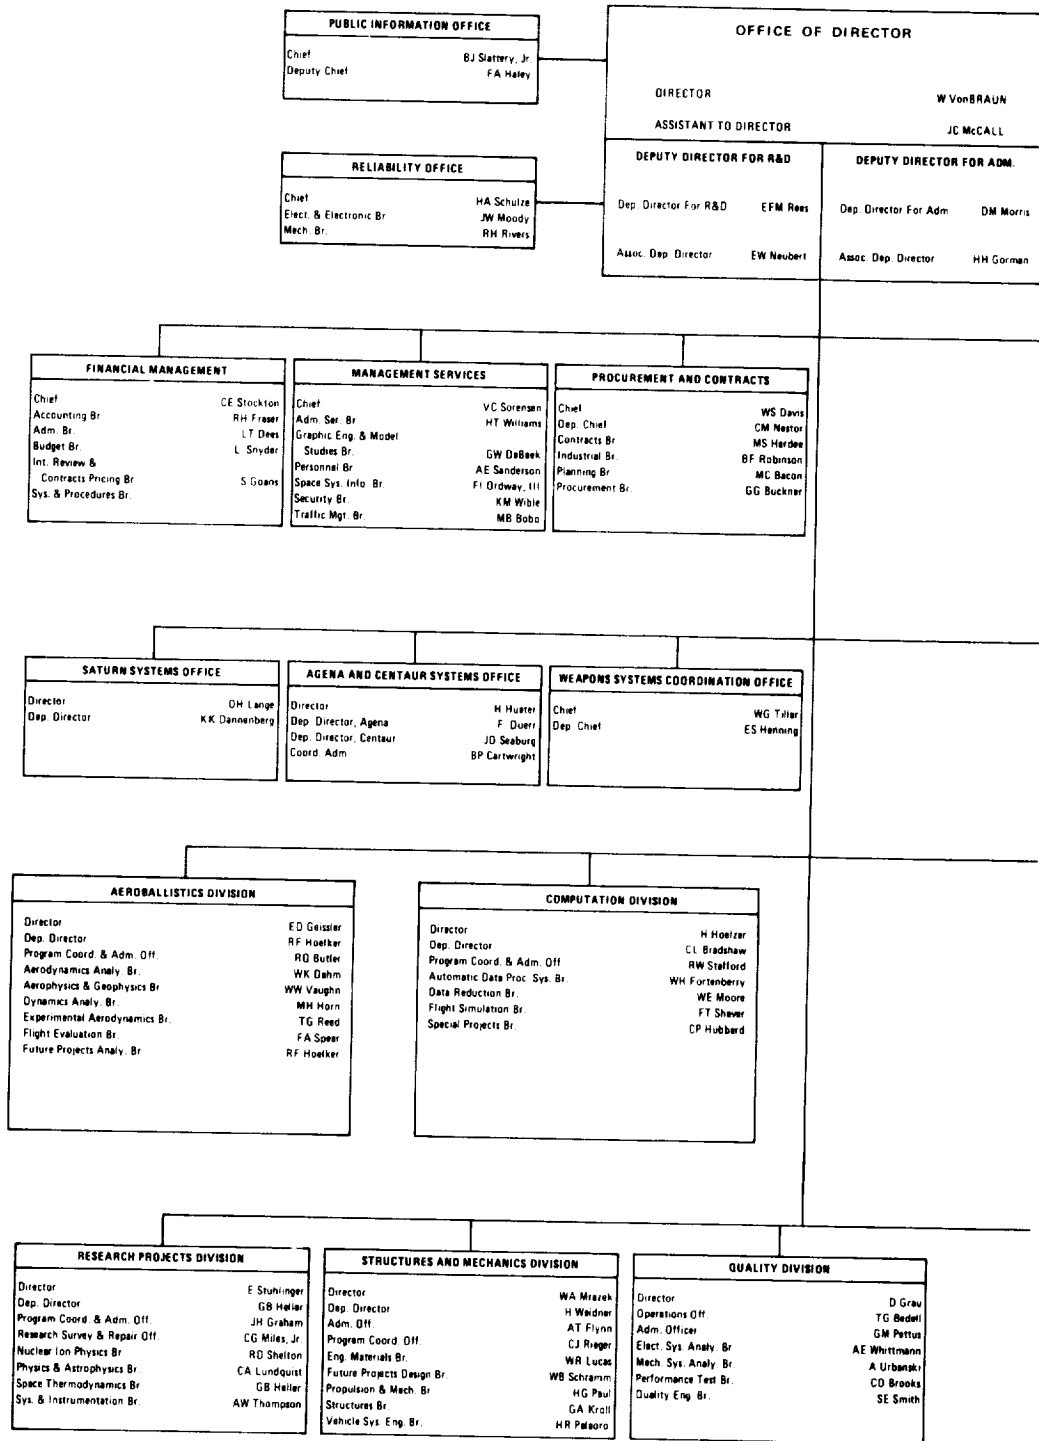 PUBLIC INFORMATION OFFICE
Chief BJ Slattery, Jr.
Deputy Chief FA Haley
OFFICE OF DIRECTOR
DIRECTOR W VonBRAUN
ASSISTANT TO DIRECTOR JC McCALL
RELIABILITY OFFICE
Chief HA Schulze
Elect. & Electronic Br JW Moody
Mech. Br. RH Rivers
DEPUTY DIRECTOR FOR R&D
Dep. Director For R&D EFM Rees
Assoc. Dep. Director EW Neubert
DEPUTY DIRECTOR FOR ADM.
Dep. Director For Adm DM Morris
Assoc. Dep. Director HH Gorman
FINANCIAL MANAGEMENT
Chief CE Stockton
Accounting Br RH Fraser
Adm. Br. LT Dees
Budget Br. L Snyder
Int. Review &
Contracts Pricing Br S Goans
Sys. & Procedures Br.
MANAGEMENT SERVICES
Chief VC Sorensen
Adm. Ser. Br HT Williams
Graphic Eng. & Model
Studies Br. GW DeBeek
Personnel Br AE Sanderson
Space Sys. Info. Br. FI Ordway, III
Security Br. KM Wible
Traffic Mgt. Br. MB Bobo
PROCUREMENT AND CONTRACTS
Chief WS Davis
Dep. Chief CM Nestor
Contracts Br MS Hardee
Industrial Br. BF Robinson
Planning Br MC Bacon
Procurement Br. GG Buckner
SATURN SYSTEMS OFFICE
Director OH Lange
Dep. Director KK Dannenberg
AGENA AND CENTAUR SYSTEMS OFFICE
Director H Hueter
Dep. Director, Agena F Duerr
Dep. Director, Centaur JD Seaburg
Coord. Adm BP Cartwright
WEAPONS SYSTEMS COORDINATION OFFICE
Chief WG Tiller
Dep Chief ES Henning
AEROBALLISTICS DIVISION
Director ED Geissler
Dep. Director RF Hoelker
Program Coord. & Adm. Off. RD Butler
Aerodynamics Analy. Br. WK Dahm
Aerophysics & Geophysics Br WW Vaughn
Dynamics Analy. Br. MH Horn
Experimental Aerodynamics Br. TG Reed
Flight Evaluation Br. FA Speer
Future Projects Analy. Br RF Hoelker
COMPUTATION DIVISION
Director H Hoelzer
Dep. Director CL Bradshaw
Program Coord. & Adm. Off RW Stafford
Automatic Data Proc. Sys. Br. WH Fortenberry
Data Reduction Br. WE Moore
Flight Simulation Br. FT Shaver
Special Projects Br. CP Hubbard
RESEARCH PROJECTS DIVISION
Director E Stuhlinger
Dep. Director GB Heller
Program Coord. & Adm. Off. JH Graham
Research Survey & Repair Off. CG Miles, Jr.
Nuclear Ion Physics Br RD Shelton
Physics & Astrophysics Br. CA Lundquist
Space Thermodynamics Br GB Heller
Sys. & Instrumentation Br. AW Thompson
STRUCTURES AND MECHANICS DIVISION
Director WA Mrazek
Dep. Director H Weidner
Adm. Off. AT Flynn
Program Coord. Off. CJ Rieger
Eng. Materials Br. WR Lucas
Future Projects Design Br. WB Schramm
Propulsion & Mech. Br HG Paul
Structures Br. GA Kroll
Vehicle Sys. Eng. Br. HR Palaoro
QUALITY DIVISION
Director D Grau
Operations Off. TG Bedell
Adm. Officer GM Pettus
Elect. Sys. Analy. Br AE Whittmann
Mech. Sys. Analy. Br. A Urbanski
Performance Test Br. CD Brooks
Quality Eng. Br. SE Smith